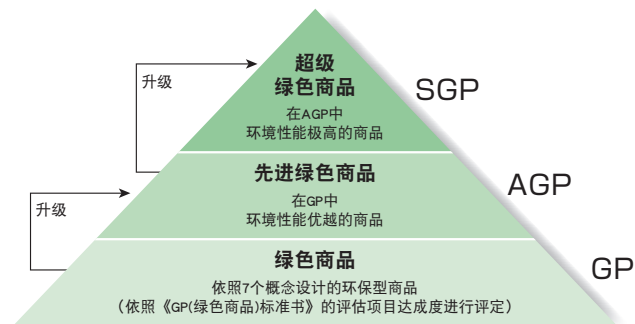 超级
绿色商品
在AGP中
环境性能极高的商品
SGP
升级
先进绿色商品
在GP中
环境性能优越的商品
AGP
升级
绿色商品
依照7个概念设计的环保型商品
（依照《GP(绿色商品)标准书》的评估项目达成度进行评定）
GP